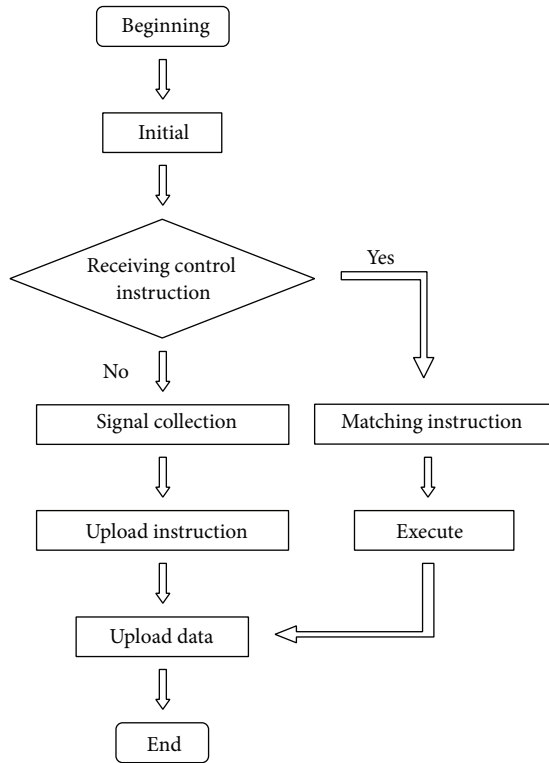 Beginning
Initial
Receiving control
instruction
Yes
No
Signal collection
Matching instruction
Upload instruction
Execute
Upload data
End